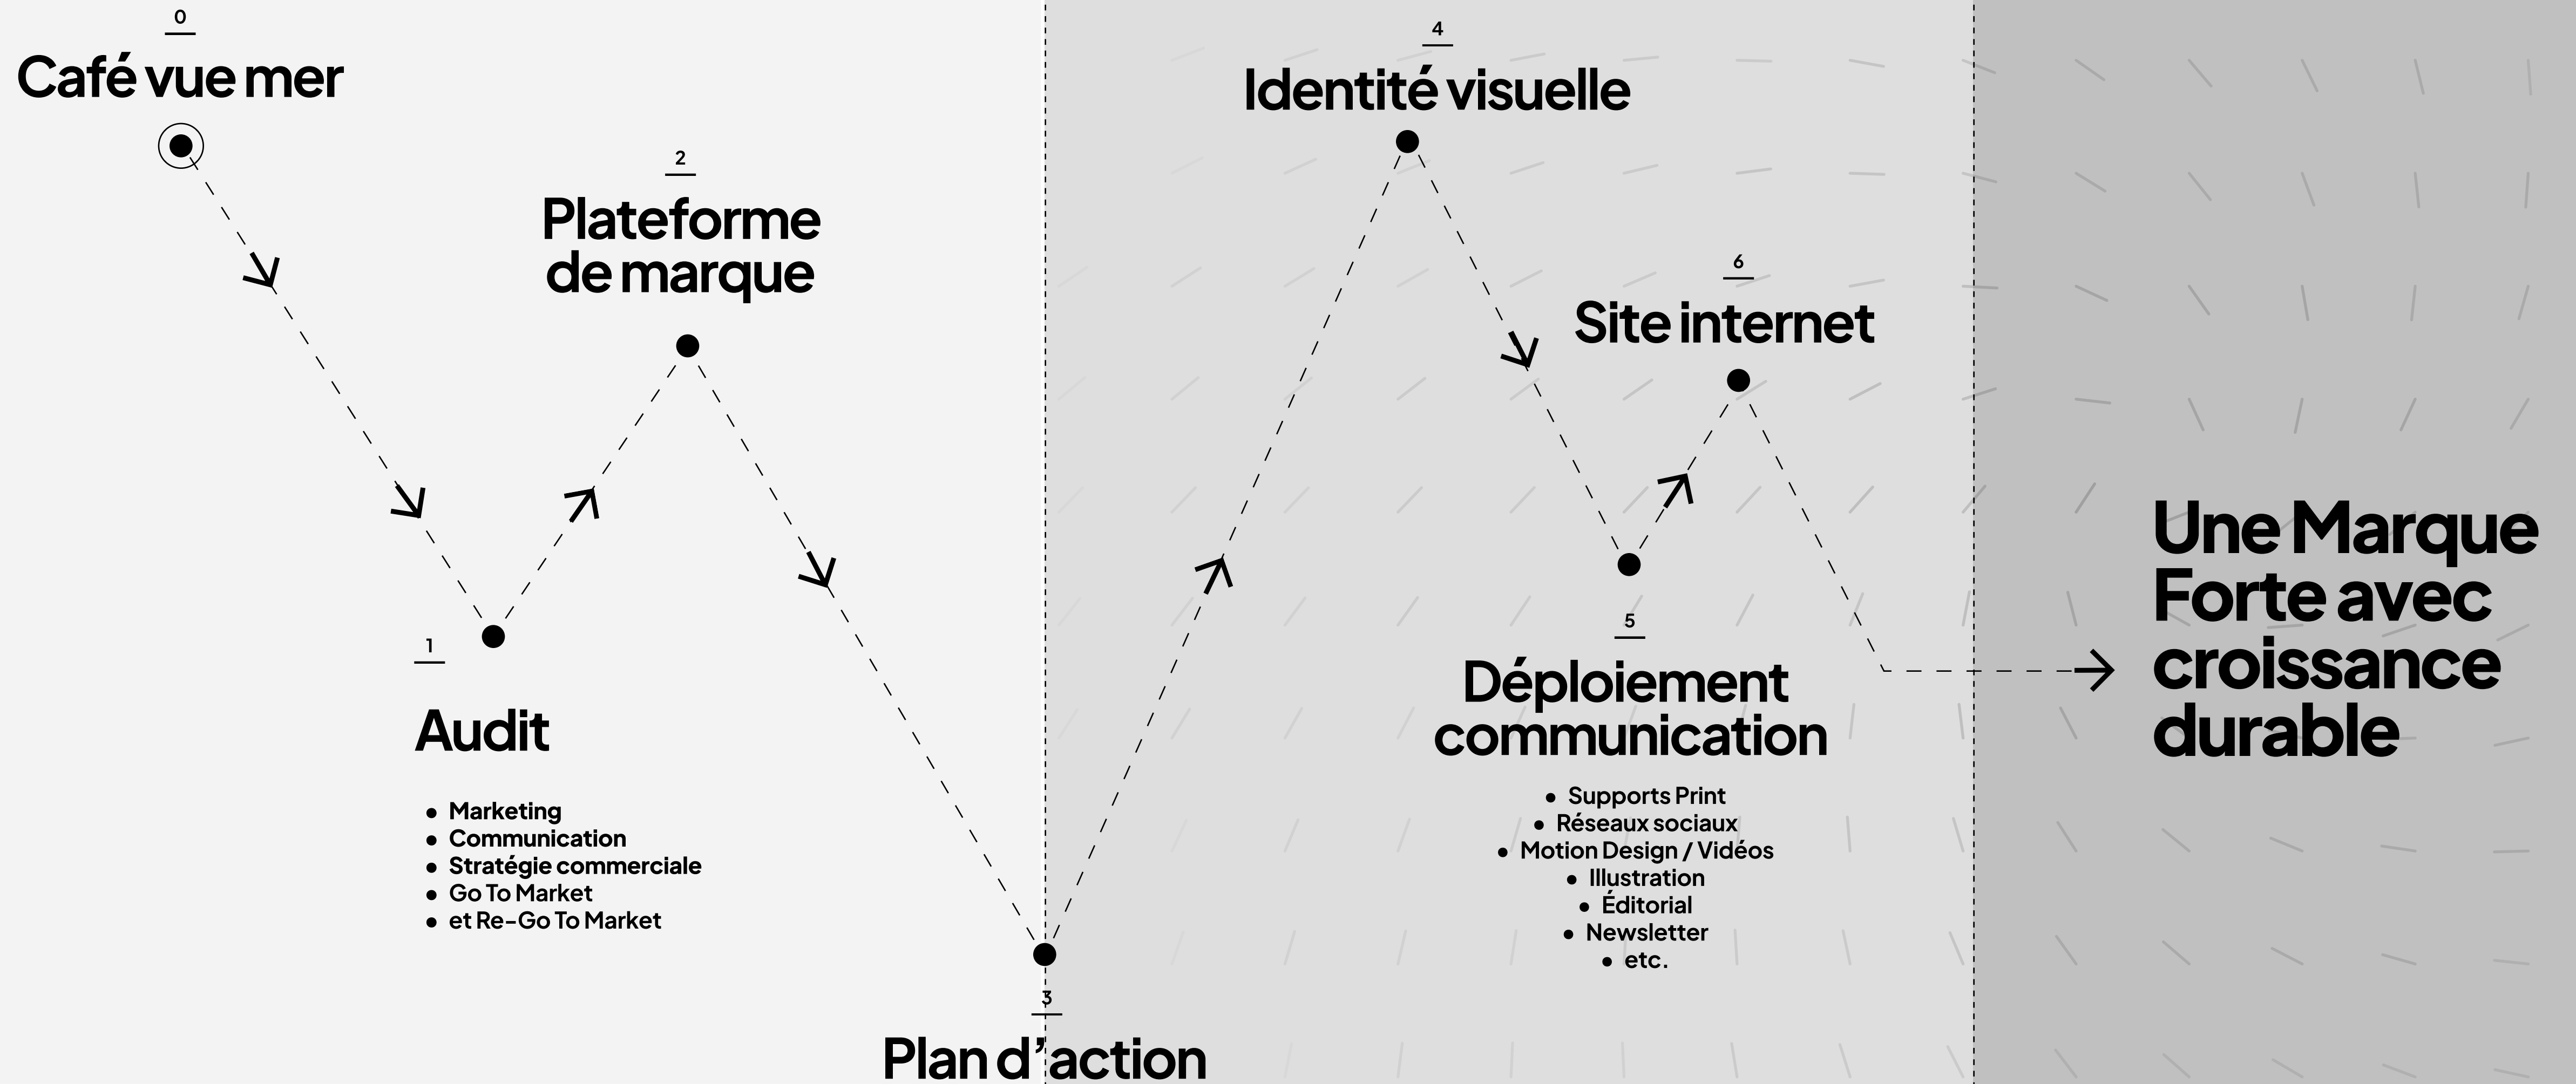 0
Café vue mer
1
Audit
• Marketing
• Communication
• Stratégie commerciale
• Go To Market
• et Re-Go To Market
2
Plateforme
de marque
3
Plan d’action
4
Identité visuelle
5
Déploiement
communication
• Supports Print
• Réseaux sociaux
• Motion Design / Vidéos
• Illustration
• Éditorial
• Newsletter
• etc.
6
Site internet
Une Marque
Forte avec
croissance
durable